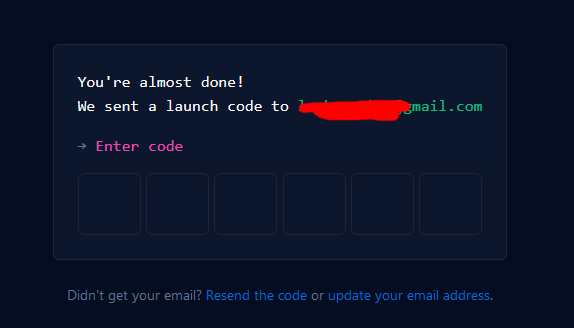 You're almost done!
We sent a launch code to @gmail.com
→ Enter code
Didn't get your email? Resend the code or update your email address.